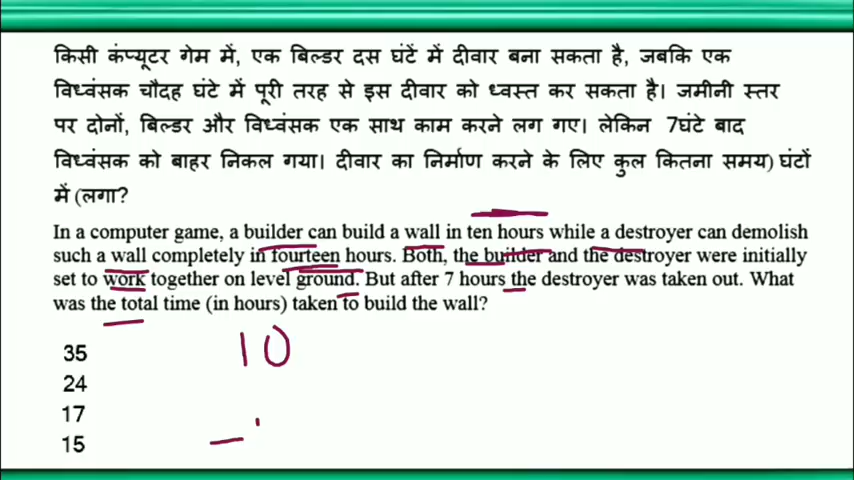 किसी कंप्यूटर गेम में, एक बिल्डर दस घंटें में दीवार बना सकता है, जबकि एक
विध्वंसक चौदह घंटे में पूरी तरह से इस दीवार को ध्वस्त कर सकता है। जमीनी स्तर
पर दोनों, बिल्डर और विध्वंसक एक साथ काम करने लग गए। लेकिन 7घंटे बाद
विध्वंसक को बाहर निकल गया। दीवार का निर्माण करने के लिए कुल कितना समय) घंटों
में (लगा?
In a computer game, a builder can build a wall in ten hours while a destroyer can demolish
such a wall completely in fourteen hours. Both, the builder and the destroyer were initially
set to work together on level ground. But after 7 hours the destroyer was taken out. What
was the total time (in hours) taken to build the wall?
35
24
17
15
10